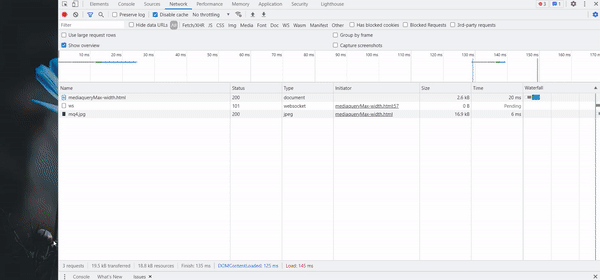 Elements Console Sources Network Performance Memory Application Security Lighthouse 3 1
Preserve log Disable cache No throttling
Filter Hide data URLs All Fetch/XHR JS CSS Img Media Font Doc WS Wasm Manifest Other Has blocked cookies Blocked Requests 3rd-party requests
Use large request rows Group by frame
Show overview Capture screenshots
10 ms 20 ms 30 ms 40 ms 50 ms 60 ms 70 ms 80 ms 90 ms 100 ms 110 ms 120 ms 130 ms 140 ms 150 ms 160 ms 170 ms
Name Status Type Initiator Size Time Waterfall
mediaqueryMax-width.html 200 document 2.6 kB 20 ms
ws 101 websocket mediaqueryMax-width.html:57 0 B Pending
mq4.jpg 200 jpeg mediaqueryMax-width.html 16.9 kB 6 ms
3 requests 19.5 kB transferred 18.8 kB resources Finish: 135 ms DOMContentLoaded: 125 ms Load: 145 ms
Console What's New Issues